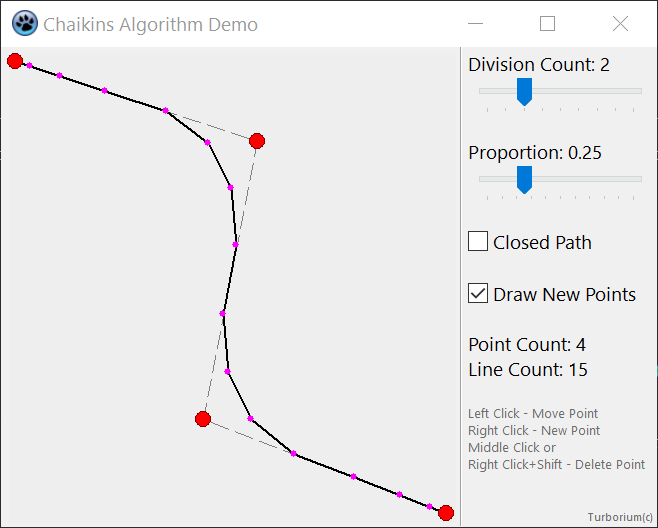 Chaikins Algorithm Demo
Division Count: 2
Proportion: 0.25
Closed Path
Draw New Points
Point Count: 4
Line Count: 15
Left Click - Move Point
Right Click - New Point
Middle Click or
Right Click+Shift - Delete Point
Turborium(c)